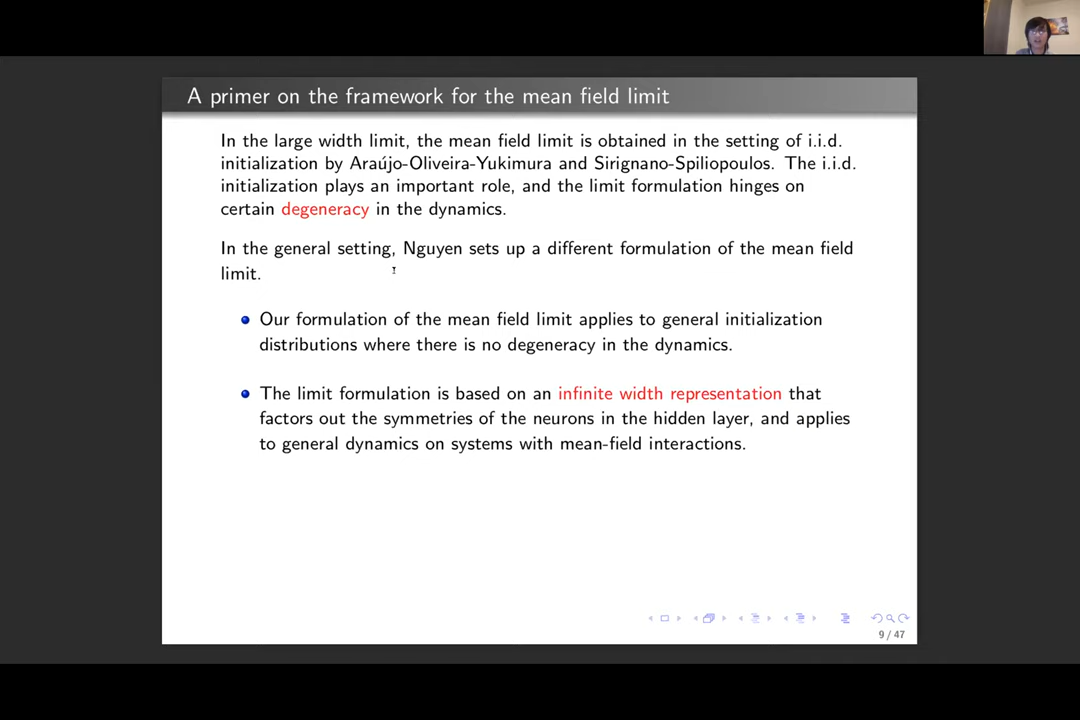 A primer on the framework for the mean field limit
In the large width limit, the mean field limit is obtained in the setting of i.i.d.
initialization by Araújo-Oliveira-Yukimura and Sirignano-Spiliopoulos. The i.i.d.
initialization plays an important role, and the limit formulation hinges on
certain degeneracy in the dynamics.
In the general setting, Nguyen sets up a different formulation of the mean field
limit.
Our formulation of the mean field limit applies to general initialization
distributions where there is no degeneracy in the dynamics.
The limit formulation is based on an infinite width representation that
factors out the symmetries of the neurons in the hidden layer, and applies
to general dynamics on systems with mean-field interactions.
9 / 47